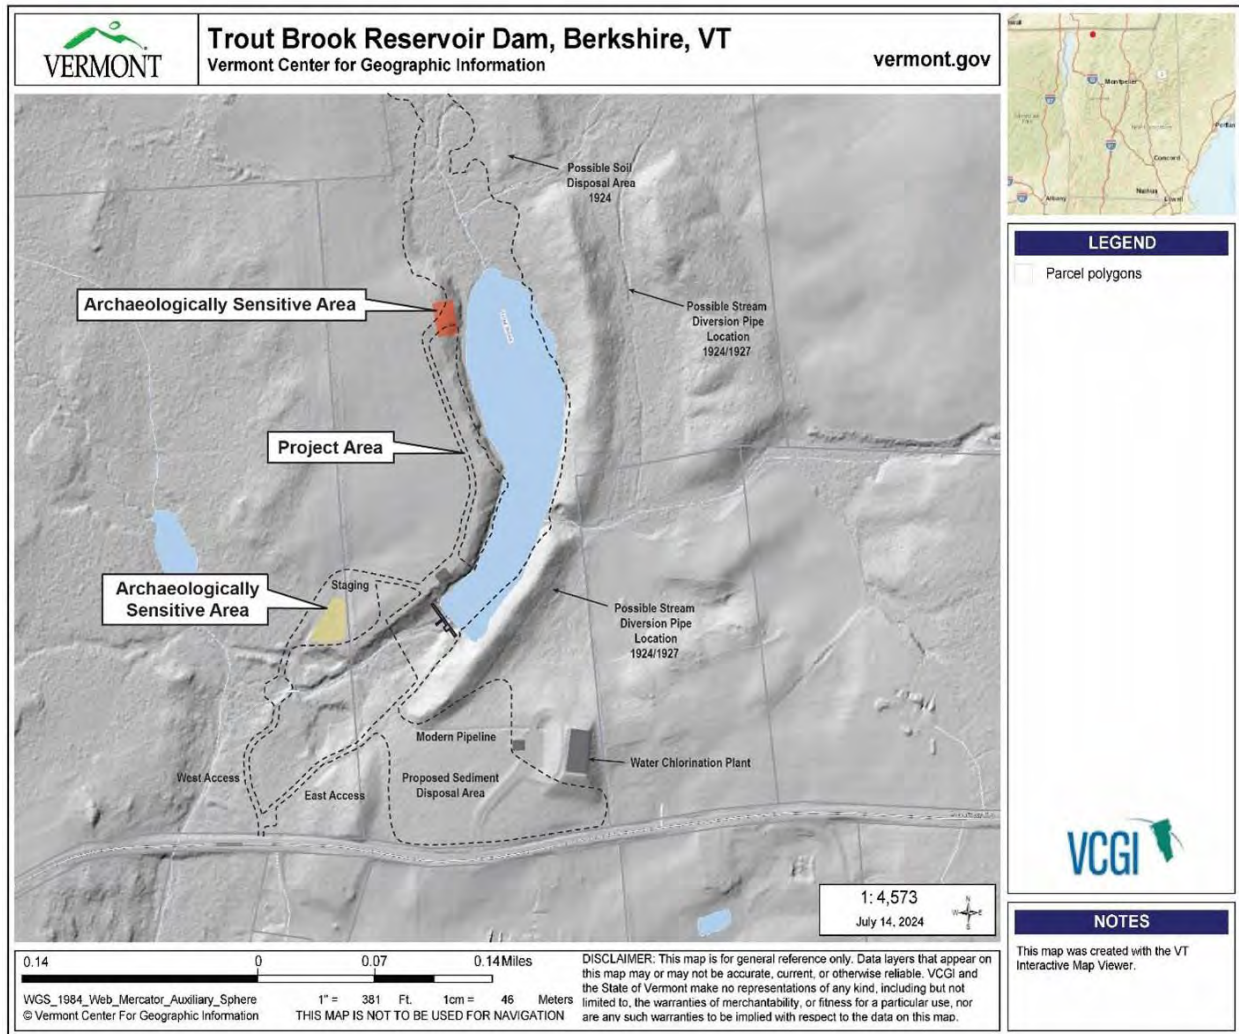 VERMONT
Trout Brook Reservoir Dam, Berkshire, VT
Vermont Center for Geographic Information
vermont.gov
Montpelier
Concord
Nashua
Lowell
Albany
Possible Soil
Disposal Area
1924
Archaeologically Sensitive Area
Possible Stream
Diversion Pipe
Location
1924/1927
Project Area
Archaeologically
Sensitive Area
Staging
Possible Stream
Diversion Pipe
Location
1924/1927
Modern Pipeline
Water Chlorination Plant
West Access
Proposed Sediment
Disposal Area
East Access
LEGEND
Parcel polygons
VCGI
1: 4,573
July 14, 2024
N
W
E
S
NOTES
This map was created with the VT
Interactive Map Viewer.
0.14
0
0.07
0.14 Miles
WGS_1984_Web_Mercator_Auxiliary_Sphere
1" = 381 Ft. 1cm = 46 Meters
© Vermont Center For Geographic Information
THIS MAP IS NOT TO BE USED FOR NAVIGATION
DISCLAIMER: This map is for general reference only. Data layers that appear on
this map may or may not be accurate, current, or otherwise reliable. VCGI and
the State of Vermont make no representations of any kind, including but not
limited to, the warranties of merchantability, or fitness for a particular use, nor
are any such warranties to be implied with respect to the data on this map.